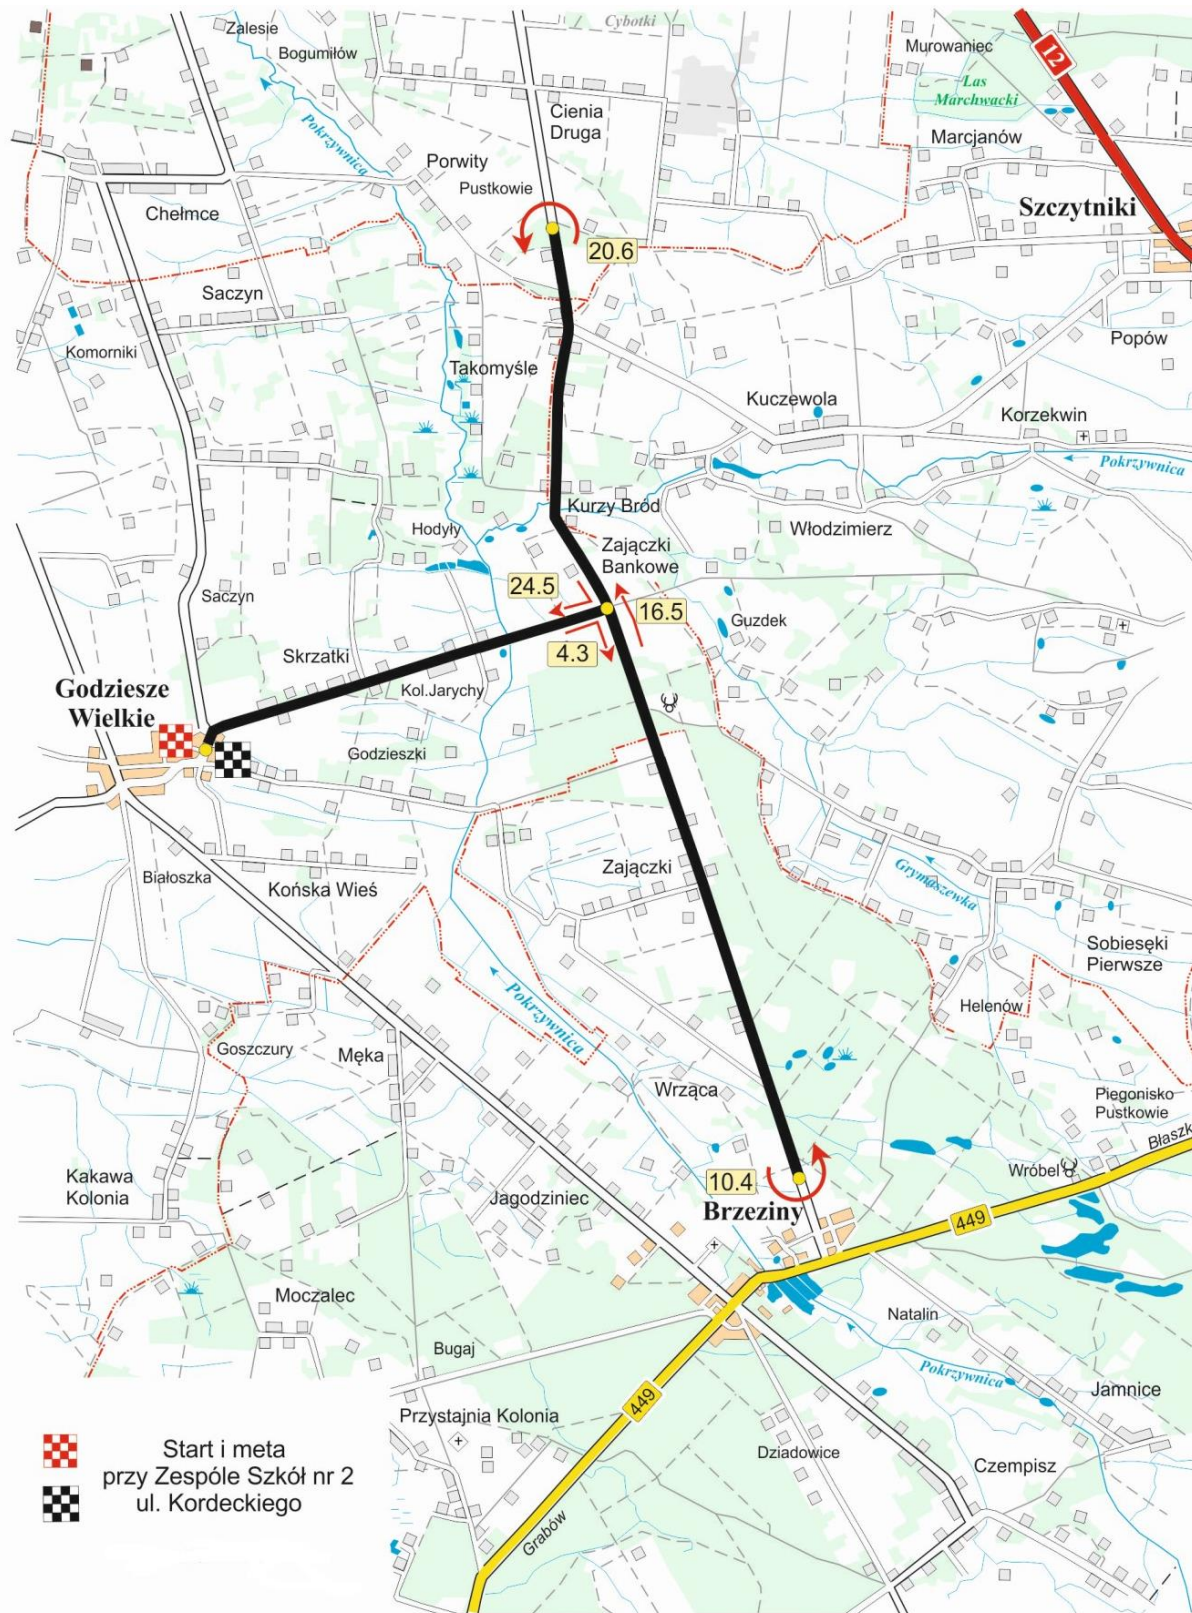 Cybotki
Zalesie
Bogumiłów
Murowaniec
12
Las
Marchwacki
Cienia
Druga
Pokrzywnica
Marcjanów
Porwity
Pustkowie
Chełmce
Szczytniki
20.6
Saczyn
Komorniki
Popów
Takomyśle
Kuczewola
Korzekwin
Pokrzywnica
Kurzy Bród
Hodyły
Włodzimierz
Zajączki
Bankowe
24.5
Saczyn
16.5
Guzdek
4.3
Skrzatki
Kol.Jarychy
Godziesze
Wielkie
Godzieszki
Zajączki
Białoszka
Końska Wieś
Grymaszewka
Sobiesęki
Pierwsze
Helenów
Pokrzywnica
Goszczury
Męka
Wrząca
Piegonisko
Pustkowie
Błaszk
Wróbel
Kakawa
Kolonia
10.4
Jagodziniec
Brzeziny
449
Moczalec
Natalin
Bugaj
Pokrzywnica
Jamnice
449
Przystajnia Kolonia
Dziadowice
Czempisz
Grabów
Start i meta
przy Zespóle Szkół nr 2
ul. Kordeckiego